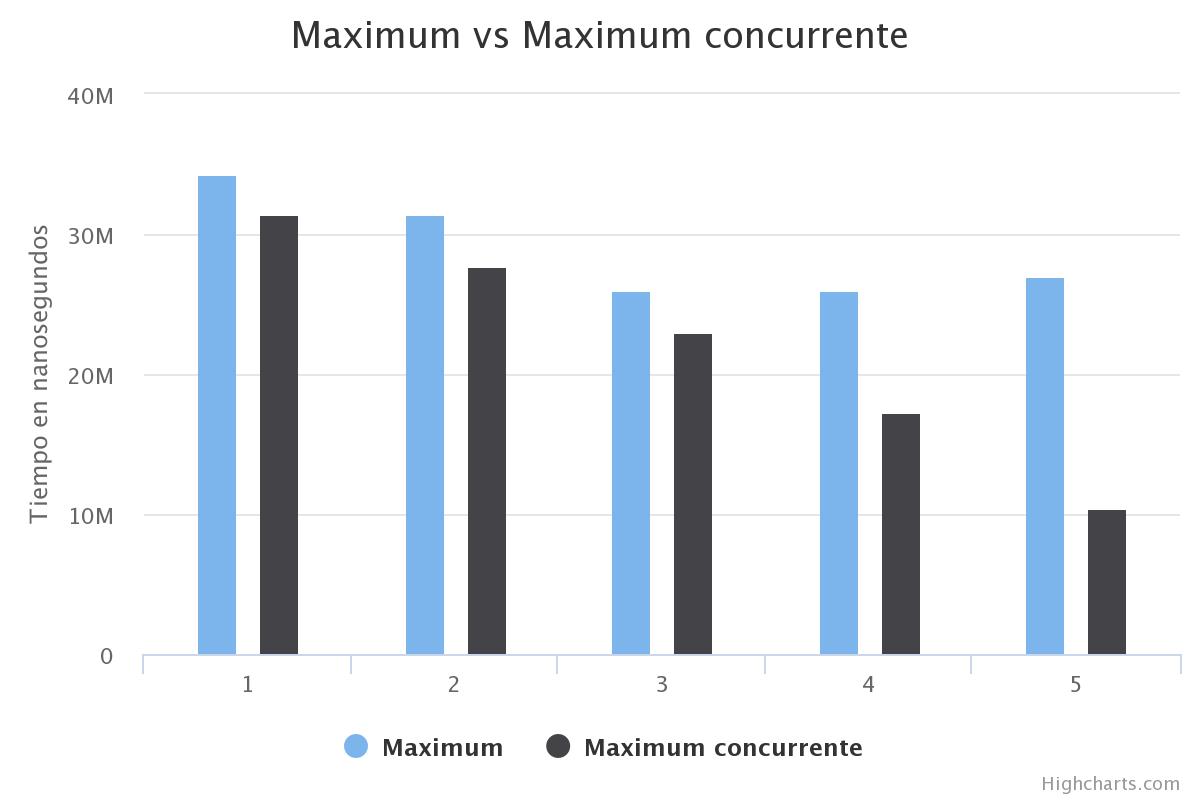 Maximum vs Maximum concurrente
Tiempo en nanosegundos
40M
30M
20M
10M
0
1 2 3 4 5
Maximum Maximum concurrente
Highcharts.com